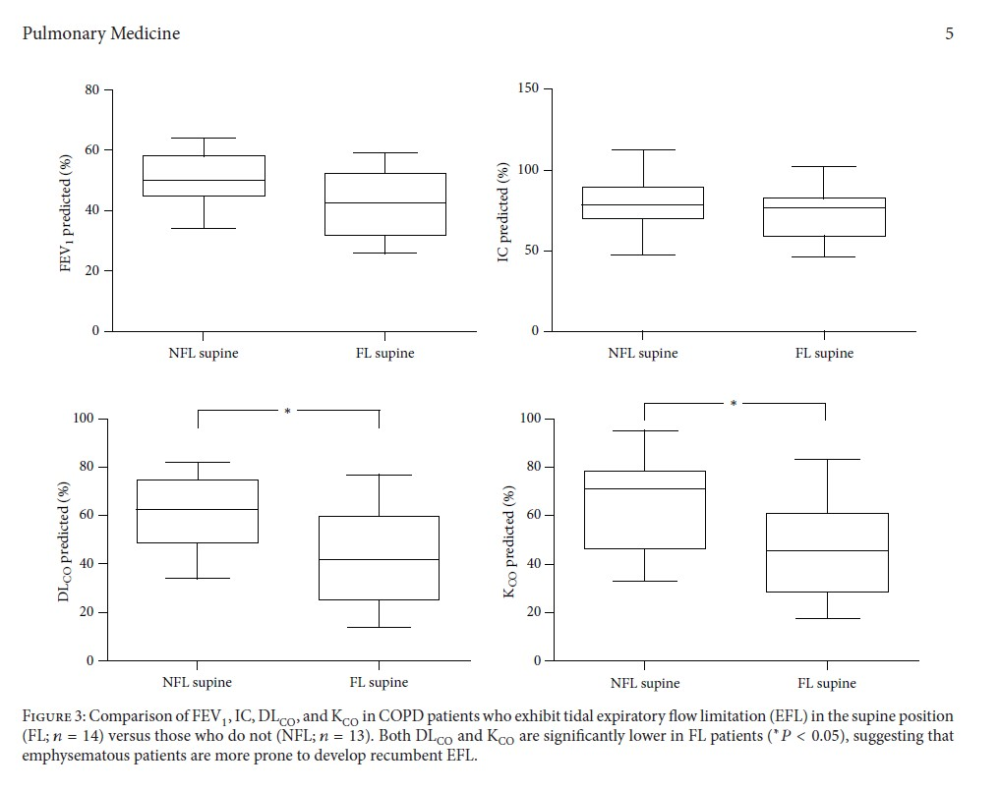 Pulmonary Medicine 5
80
60
40
20
0
FEV1 predicted (%)
NFL supine FL supine
150
100
50
0
IC predicted (%)
NFL supine FL supine
*
100
80
60
40
20
0
DLCO predicted (%)
NFL supine FL supine
*
100
80
60
40
20
0
KCO predicted (%)
NFL supine FL supine
FIGURE 3: Comparison of FEV1, IC, DLCO, and KCO in COPD patients who exhibit tidal expiratory flow limitation (EFL) in the supine position
(FL; n = 14) versus those who do not (NFL; n = 13). Both DLCO and KCO are significantly lower in FL patients (*P < 0.05), suggesting that
emphysematous patients are more prone to develop recumbent EFL.